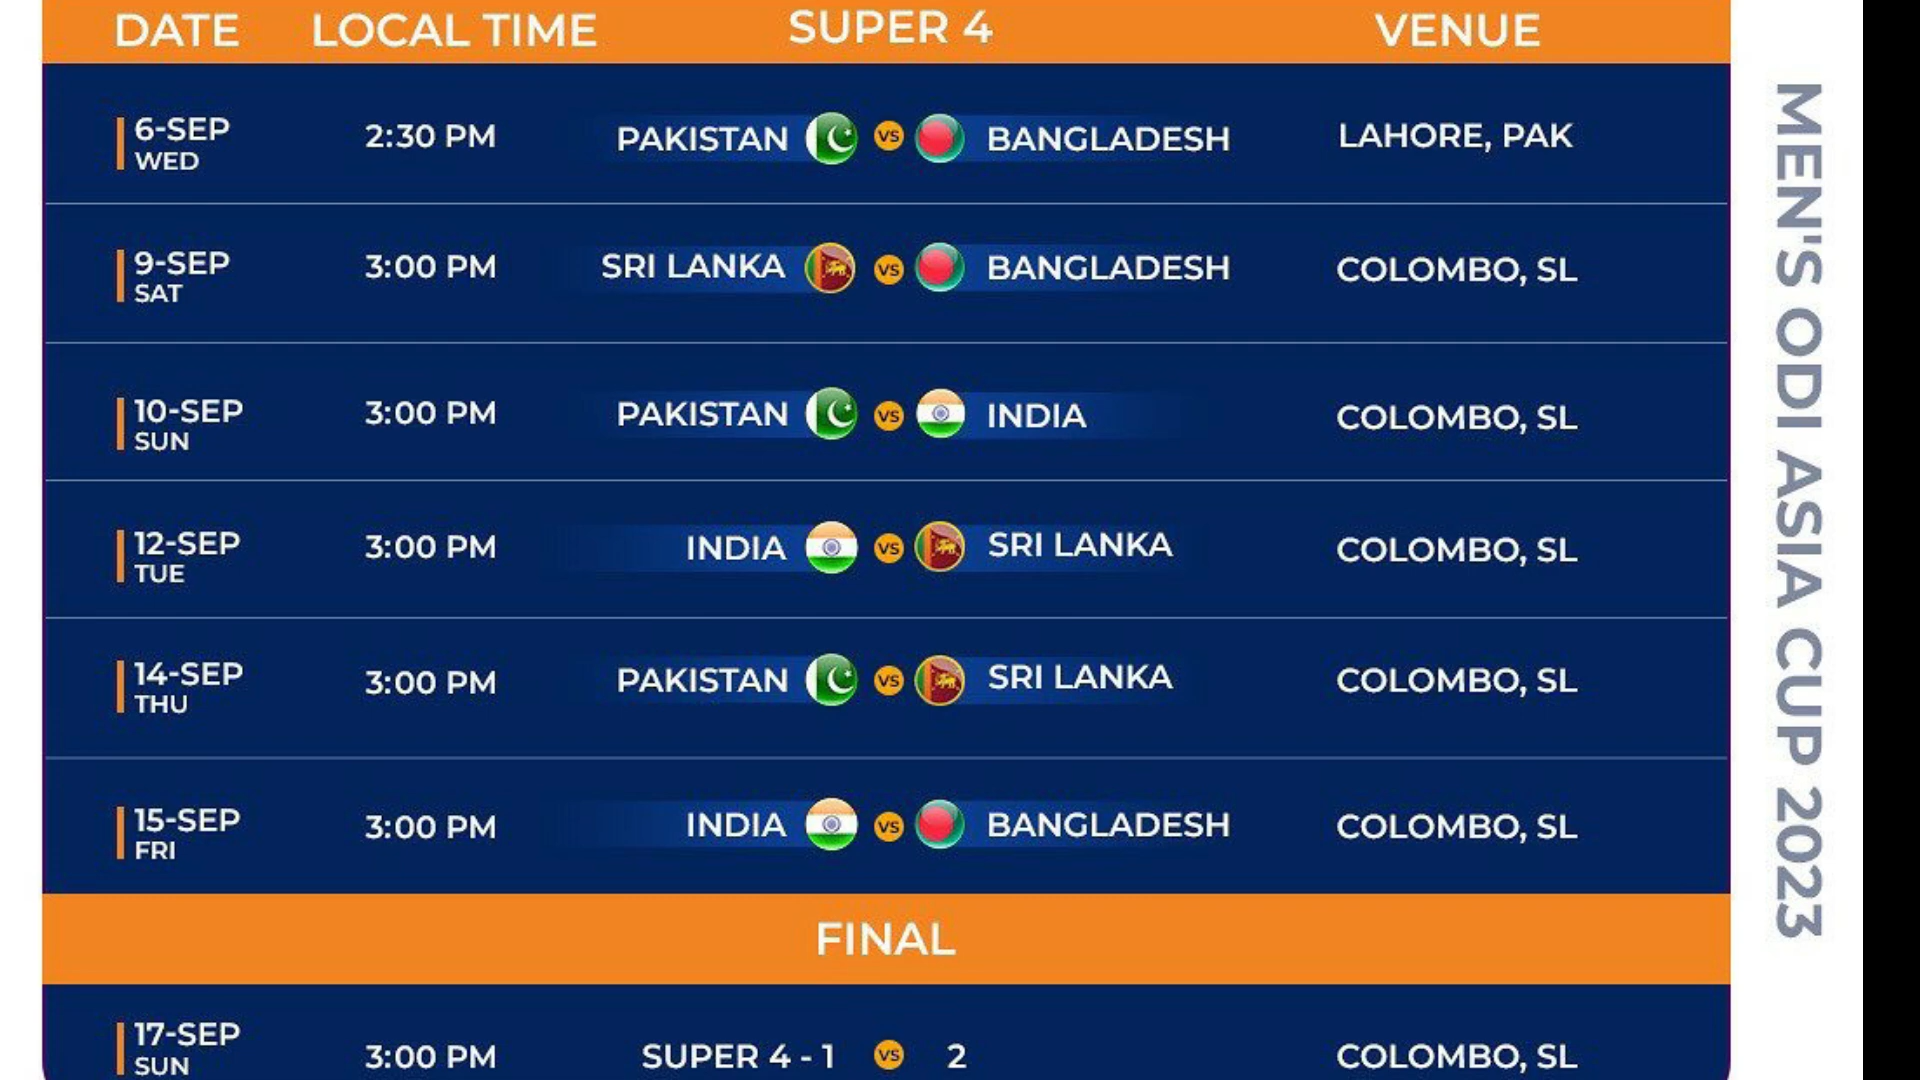 DATE LOCAL TIME SUPER 4 VENUE
6-SEP
WED
2:30 PM PAKISTAN VS BANGLADESH LAHORE, PAK
9-SEP
SAT
3:00 PM SRI LANKA VS BANGLADESH COLOMBO, SL
10-SEP
SUN
3:00 PM PAKISTAN VS INDIA COLOMBO, SL
12-SEP
TUE
3:00 PM INDIA VS SRI LANKA COLOMBO, SL
14-SEP
THU
3:00 PM PAKISTAN VS SRI LANKA COLOMBO, SL
15-SEP
FRI
3:00 PM INDIA VS BANGLADESH COLOMBO, SL
FINAL
17-SEP
SUN
3:00 PM SUPER 4 - 1 VS 2 COLOMBO, SL
MEN'S ODI ASIA CUP 2023